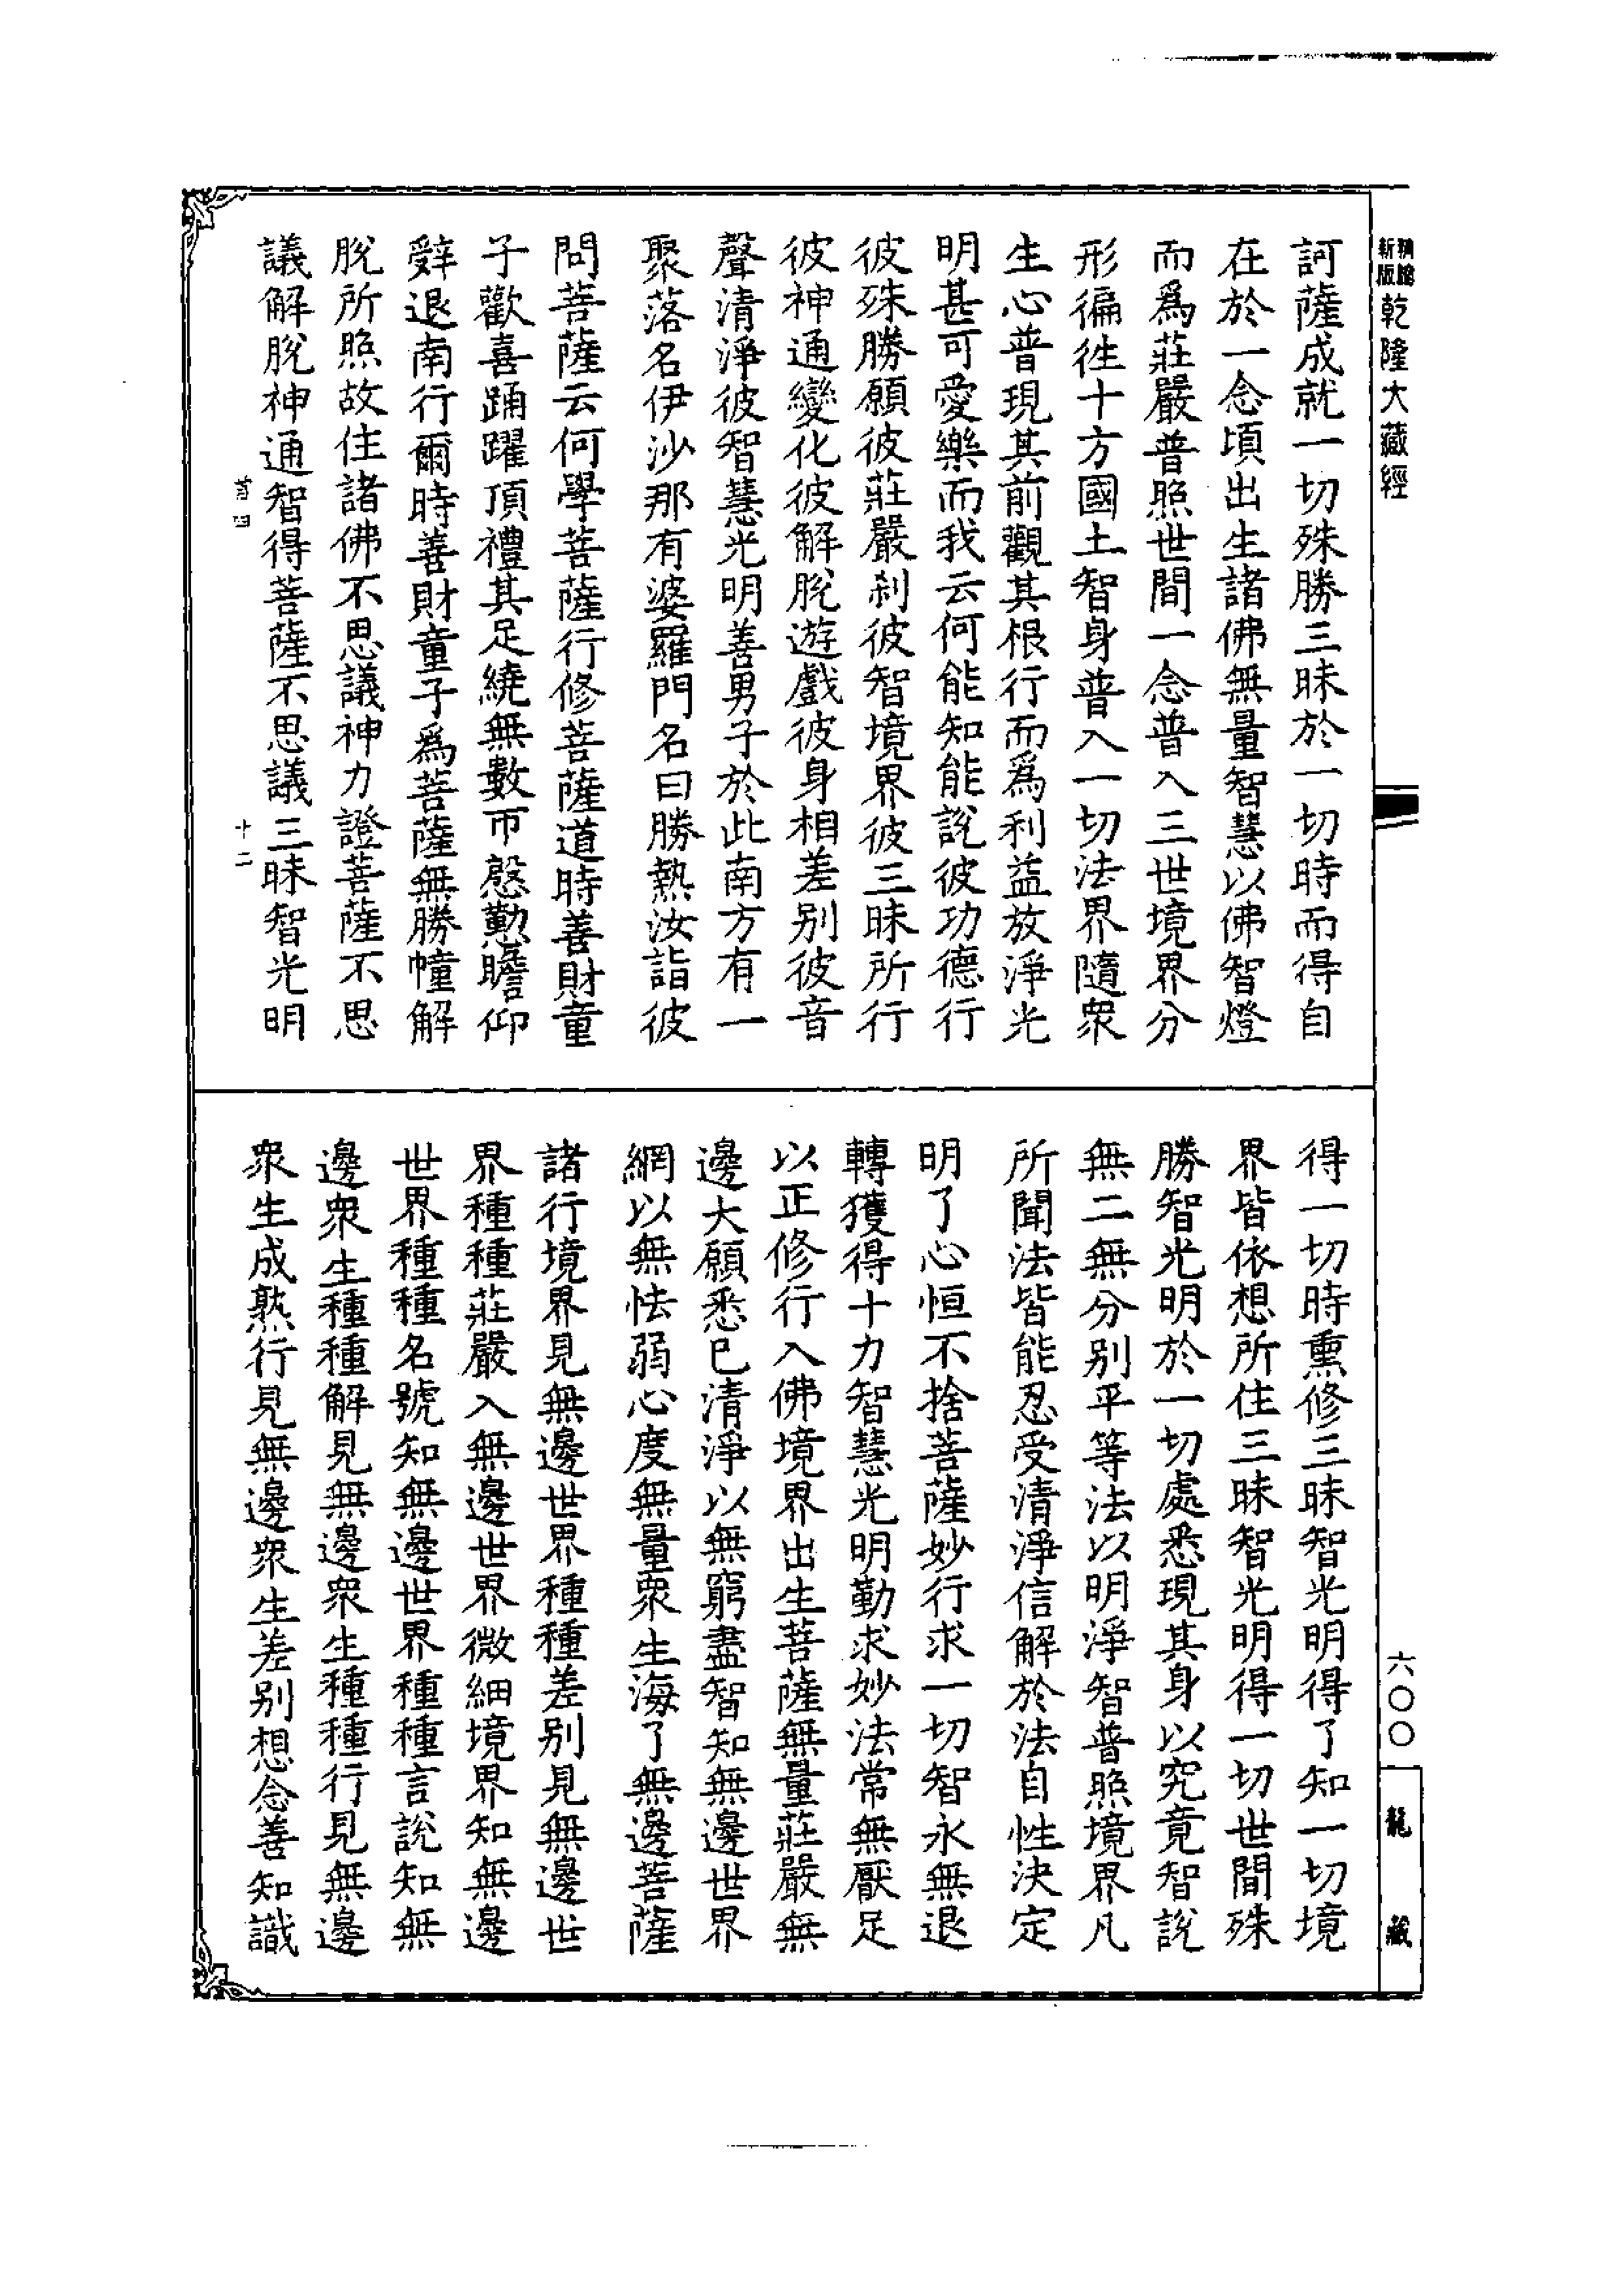 新版精縮乾隆大藏經
訶薩成就一切殊勝三昧於一切時而得自
在於一念頃出生諸佛無量智慧以佛智燈
而爲莊嚴普照世間一念普入三世境界分
形徧往十方國土智身普入一切法界隨衆
生心普現其前觀其根行而爲利益放淨光
明甚可愛樂而我云何能知能說彼功德行
彼殊勝願彼莊嚴刹彼智境界彼三昧所行
彼神通變化彼解脫遊戲彼身相差別彼音
聲清淨彼智慧光明善男子於此南方有一
聚落名伊沙那有婆羅門名曰勝熱汝詣彼
問菩薩云何學菩薩行修菩薩道時善財童
子歡喜踊躍頂禮其足繞無數帀慇懃瞻仰
辤退南行爾時善財童子爲菩薩無勝幢解
脫所照故住諸佛不思議神力證菩薩不思
議解脫神通智得菩薩不思議三昧智光明
首四 十二
得一切時熏修三昧智光明得了知一切境
界皆依想所住三昧智光明得一切世間殊
勝智光明於一切處悉現其身以究竟智說
無二無分別平等法以明淨智普照境界凡
所聞法皆能忍受清淨信解於法自性決定
明了心恒不捨菩薩妙行求一切智永無退
轉獲得十力智慧光明勤求妙法常無厭足
以正修行入佛境界出生菩薩無量莊嚴無
邊大願悉已清淨以無窮盡智知無邊世界
網以無怯弱心度無量衆生海了無邊菩薩
諸行境界見無邊世界種種差別見無邊世
界種種莊嚴入無邊世界微細境界知無邊
世界種種名號知無邊世界種種言說知無
邊衆生種種解見無邊衆生種種行見無邊
衆生成熟行見無邊衆生差別想念善知識
六〇〇
龍藏